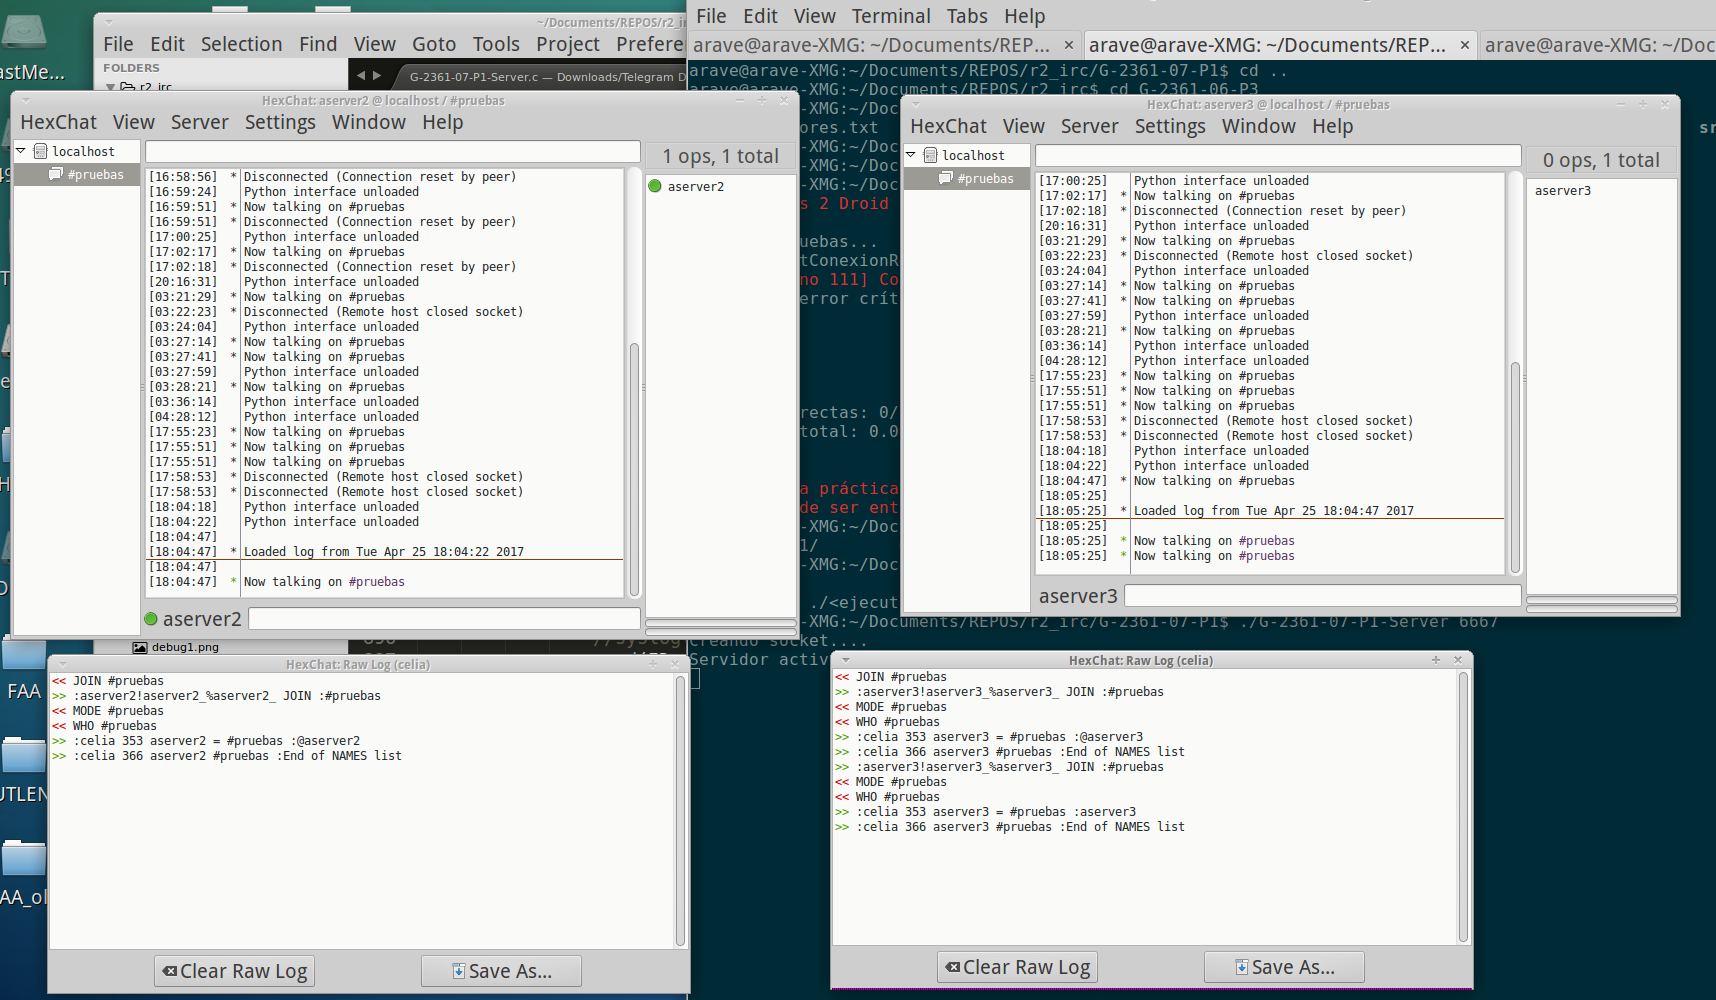 ~/Documents/REPOS/r2_ir
File Edit Selection Find View Goto Tools Project Prefere
FOLDERS
r2_irc
G-2361-07-P1-Server.c — Downloads/Telegram D
File Edit View Terminal Tabs Help
arave@arave-XMG: ~/Documents/REP... × arave@arave-XMG: ~/Documents/REP... × arave@arave-XMG: ~/Doc
arave@arave-XMG:~/Documents/REPOS/r2_irc/G-2361-07-P1$ cd ..
arave@arave-XMG:~/Documents/REPOS/r2_irc$ cd G-2361-06-P3
-XMG:~/Doc
ores.txt
sr
-XMG:~/Doc
-XMG:~/Doc
-XMG:~/Doc
s 2 Droid
uebas...
tConexionR
no 111] Co
error crít
rectas: 0/
total: 0.0
a práctica
de ser ent
-XMG:~/Doc
1/
-XMG:~/Doc
./<ejecut
-XMG:~/Documents/REPOS/r2_irc/G-2361-07-P1$ ./G-2361-07-P1-Server 6667
Creando socket....
Servidor activ
astMe...
FAA
UTLEN
AA_ol
debug1.png
HexChat: aserver2 @ localhost / #pruebas
HexChat View Server Settings Window Help
localhost
#pruebas
1 ops, 1 total
aserver2
[16:58:56] * Disconnected (Connection reset by peer)
[16:59:24] Python interface unloaded
[16:59:51] * Now talking on #pruebas
[16:59:51] * Disconnected (Connection reset by peer)
[17:00:25] Python interface unloaded
[17:02:17] * Now talking on #pruebas
[17:02:18] * Disconnected (Connection reset by peer)
[20:16:31] Python interface unloaded
[03:21:29] * Now talking on #pruebas
[03:22:23] * Disconnected (Remote host closed socket)
[03:24:04] Python interface unloaded
[03:27:14] * Now talking on #pruebas
[03:27:41] * Now talking on #pruebas
[03:27:59] Python interface unloaded
[03:28:21] * Now talking on #pruebas
[03:36:14] Python interface unloaded
[04:28:12] Python interface unloaded
[17:55:23] * Now talking on #pruebas
[17:55:51] * Now talking on #pruebas
[17:55:51] * Now talking on #pruebas
[17:58:53] * Disconnected (Remote host closed socket)
[17:58:53] * Disconnected (Remote host closed socket)
[18:04:18] Python interface unloaded
[18:04:22] Python interface unloaded
[18:04:47]
[18:04:47] * Loaded log from Tue Apr 25 18:04:22 2017
[18:04:47]
[18:04:47] * Now talking on #pruebas
aserver2
HexChat: aserver3 @ localhost / #pruebas
HexChat View Server Settings Window Help
localhost
#pruebas
0 ops, 1 total
aserver3
[17:00:25] Python interface unloaded
[17:02:17] * Now talking on #pruebas
[17:02:18] * Disconnected (Connection reset by peer)
[20:16:31] Python interface unloaded
[03:21:29] * Now talking on #pruebas
[03:22:23] * Disconnected (Remote host closed socket)
[03:24:04] Python interface unloaded
[03:27:14] * Now talking on #pruebas
[03:27:41] * Now talking on #pruebas
[03:27:59] Python interface unloaded
[03:28:21] * Now talking on #pruebas
[03:36:14] Python interface unloaded
[04:28:12] Python interface unloaded
[17:55:23] * Now talking on #pruebas
[17:55:51] * Now talking on #pruebas
[17:55:51] * Now talking on #pruebas
[17:58:53] * Disconnected (Remote host closed socket)
[17:58:53] * Disconnected (Remote host closed socket)
[18:04:18] Python interface unloaded
[18:04:22] Python interface unloaded
[18:04:47] * Now talking on #pruebas
[18:05:25]
[18:05:25] * Loaded log from Tue Apr 25 18:04:47 2017
[18:05:25]
[18:05:25] * Now talking on #pruebas
[18:05:25] * Now talking on #pruebas
aserver3
HexChat: Raw Log (celia)
<< JOIN #pruebas
>> :aserver2!aserver2_%aserver2_ JOIN :#pruebas
<< MODE #pruebas
<< WHO #pruebas
>> :celia 353 aserver2 = #pruebas :@aserver2
>> :celia 366 aserver2 #pruebas :End of NAMES list
Clear Raw Log Save As...
HexChat: Raw Log (celia)
<< JOIN #pruebas
>> :aserver3!aserver3_%aserver3_ JOIN :#pruebas
<< MODE #pruebas
<< WHO #pruebas
>> :celia 353 aserver3 = #pruebas :@aserver3
>> :celia 366 aserver3 #pruebas :End of NAMES list
>> :aserver3!aserver3_%aserver3_ JOIN :#pruebas
<< MODE #pruebas
<< WHO #pruebas
>> :celia 353 aserver3 = #pruebas :aserver3
>> :celia 366 aserver3 #pruebas :End of NAMES list
Clear Raw Log Save As...